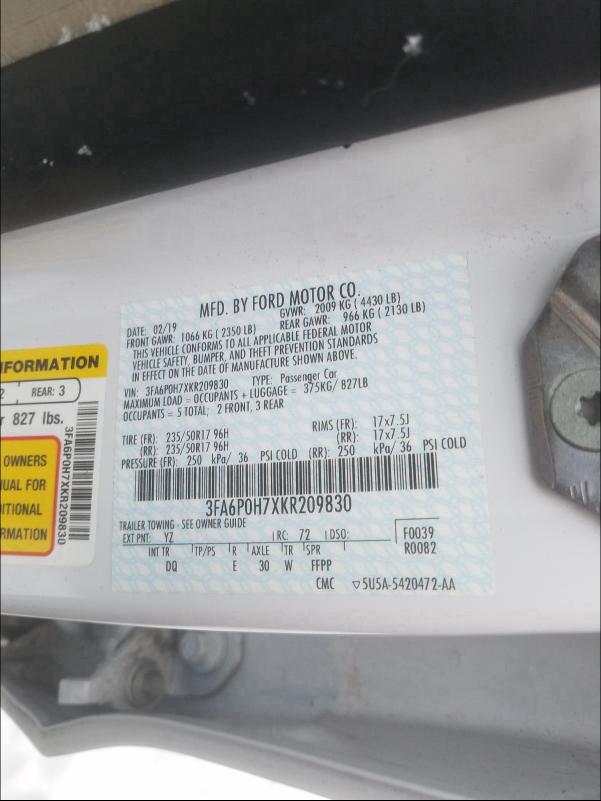 MFD. BY FORD MOTOR CO.
DATE: 02/19 GVWR: 2009 KG ( 4430 LB)
FRONT GAWR: 1066 KG ( 2350 LB) REAR GAWR: 966 KG ( 2130 LB)
THIS VEHICLE CONFORMS TO ALL APPLICABLE FEDERAL MOTOR
VEHICLE SAFETY, BUMPER, AND THEFT PREVENTION STANDARDS
IN EFFECT ON THE DATE OF MANUFACTURE SHOWN ABOVE.
VIN: 3FA6P0H7XKR209830 TYPE: Passenger Car
MAXIMUM LOAD = OCCUPANTS + LUGGAGE = 375KG/ 827LB
OCCUPANTS = 5 TOTAL; 2 FRONT, 3 REAR
TIRE (FR): 235/50R17 96H RIMS (FR): 17x7.5J
(RR): 235/50R17 96H (RR): 17x7.5J
PRESSURE (FR): 250 kPa/ 36 PSI COLD (RR): 250 kPa/ 36 PSI COLD
3FA6P0H7XKR209830
TRAILER TOWING - SEE OWNER GUIDE
EXT PNT: YZ RC: 72 DSO: F0039
R0082
INT TR TP/PS R AXLE TR SPR
DQ E 30 W FFPP
CMC ▽5U5A-5420472-AA
INFORMATION
2 REAR: 3
827 lbs.
OWNERS
FOR
3FA6P0H7XKR209830